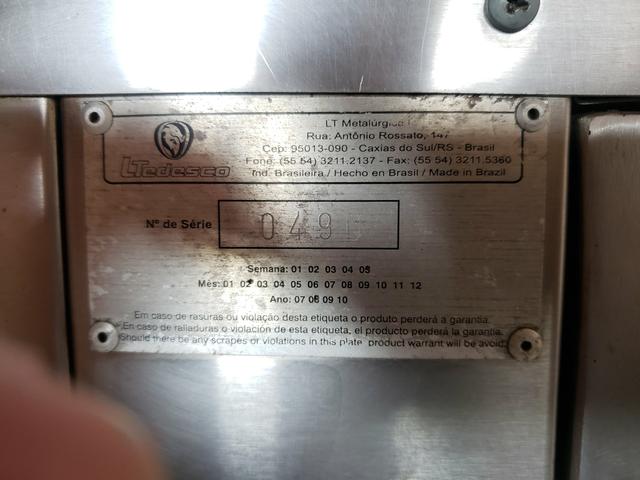 LT Metalúrgica
Rua: Antônio Rossato, 147
Cep: 95013-090 - Caxias do Sul/RS - Brasil
LTedesco
Fone: (55 54) 3211.2137 - Fax: (55 54) 3211.5360
Ind. Brasileira / Hecho en Brasil / Made in Brazil
Nº de Série 0491
Semana: 01 02 03 04 05
Mês: 01 02 03 04 05 06 07 08 09 10 11 12
Ano: 07 08 09 10
Em caso de rasuras ou violação desta etiqueta o produto perderá a garantia.
En caso de ralladuras o violación de esta etiqueta, el producto perderá la garantia.
Should there be any scrapes or violations in this plate, product warrant will be avoid.